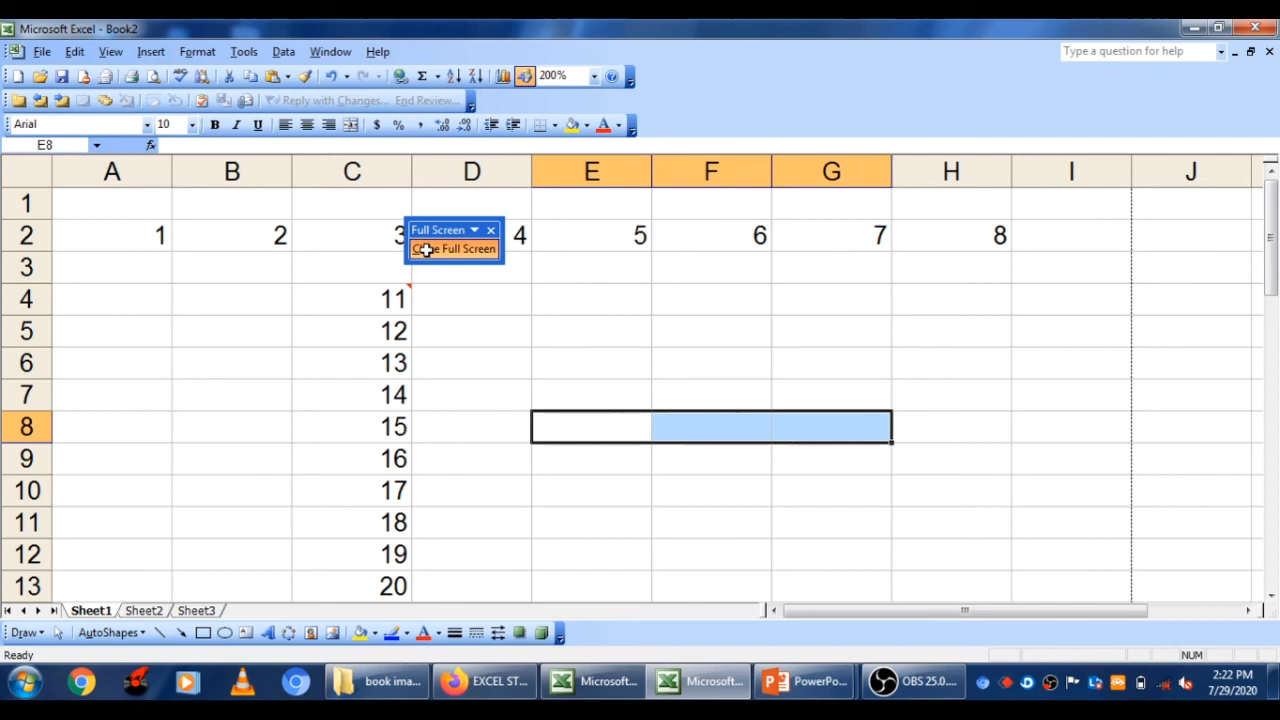 Microsoft Excel - Book2
File Edit View Insert Format Tools Data Window Help Type a question for help
200%
Reply with Changes... End Review...
Arial 10 B I U $ % ,
E8 fx
A B C D E F G H I J
1
Full Screen
2 1 2 3 4 5 6 7 8
Full Screen
3
4 11
5 12
6 13
7 14
8 15
9 16
10 17
11 18
12 19
13 20
Sheet1 Sheet2 Sheet3
Draw AutoShapes
Ready NUM
book ima... EXCEL ST... Microsoft... Microsoft... PowerPo... OBS 25.0.... 2:22 PM
7/29/2020